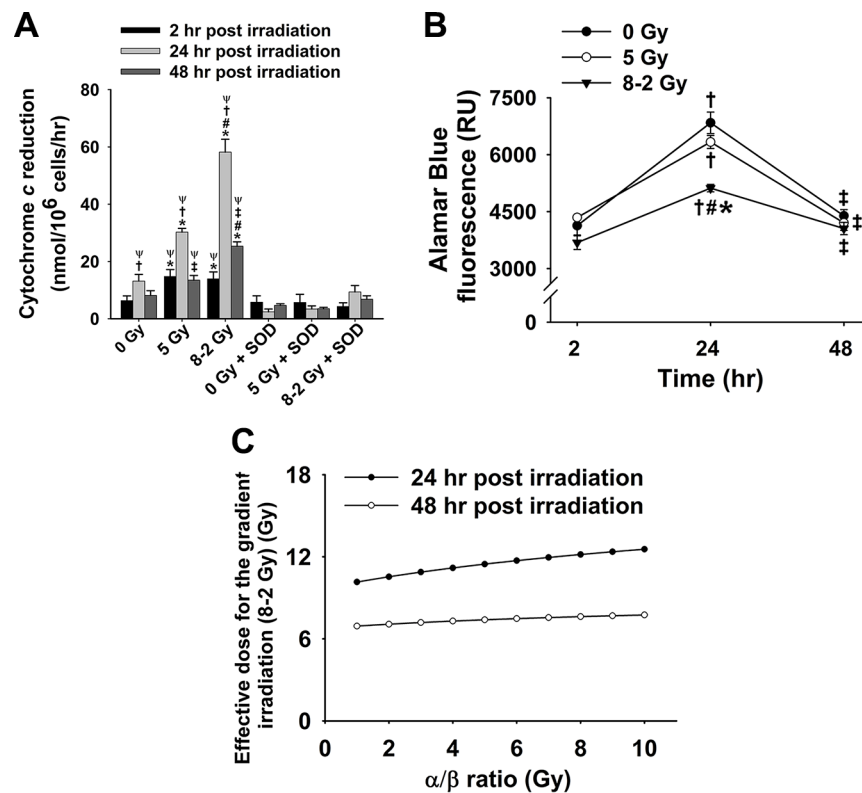 A
2 hr post irradiation
24 hr post irradiation
48 hr post irradiation
Cytochrome c reduction
(nmol/10⁶ cells/hr)
80
60
40
20
0
ψ
†
ψ
*
ψ
†
*
ψ
‡
ψ
*
ψ
†
#
*
ψ
‡
#
*
0 Gy
5 Gy
8-2 Gy
0 Gy + SOD
5 Gy + SOD
8-2 Gy + SOD
B
0 Gy
5 Gy
8-2 Gy
Alamar Blue
fluorescence (RU)
7500
6000
4500
3000
0
†
†
†#*
‡
‡
‡
2 24 48
Time (hr)
C
24 hr post irradiation
48 hr post irradiation
Effective dose for the gradient
irradiation (8-2 Gy) (Gy)
18
12
6
0
0 2 4 6 8 10
α/β ratio (Gy)